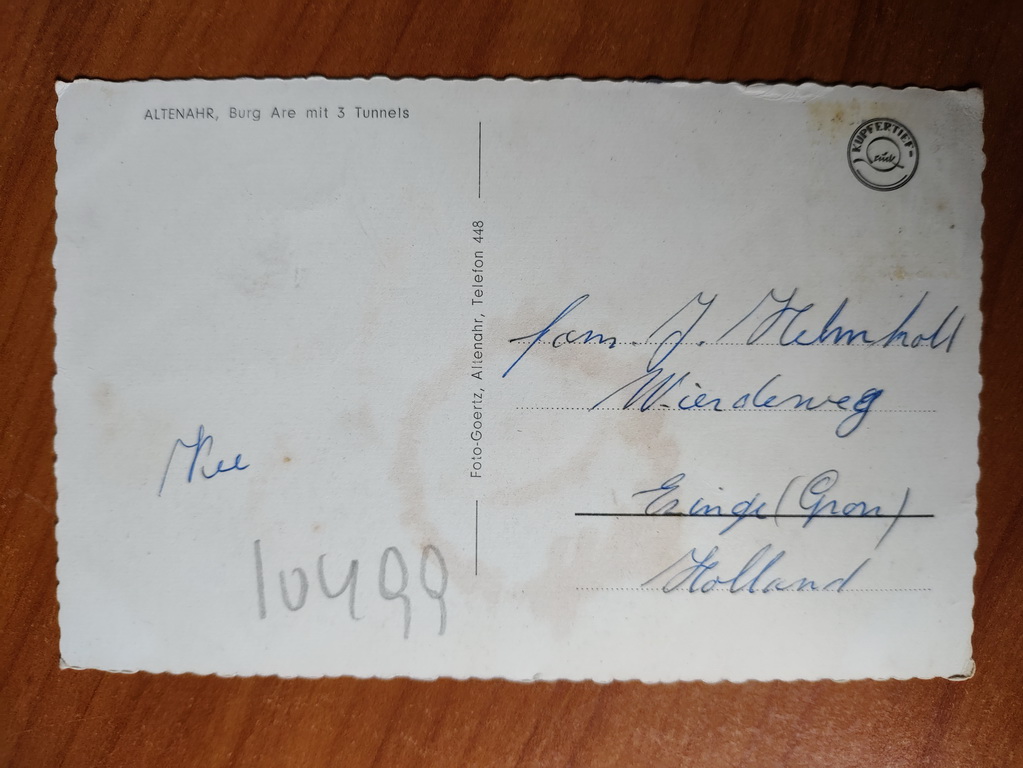 ALTENAHR, Burg Are mit 3 Tunnels
KUPFERTIEF-
Foto-Goertz, Altenahr, Telefon 448
fam. J. Helmholt
Wierdeweg
Ezinge (Gron)
Holland
10499